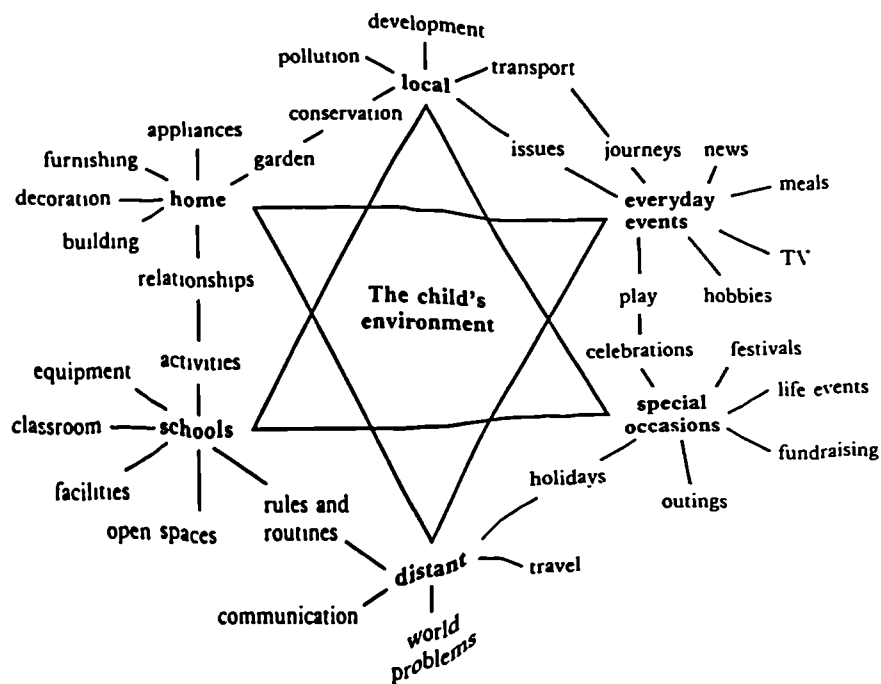 development
pollution
transport
local
conservation
appliances
issues
journeys
news
furnishing
garden
meals
decoration
home
everyday
events
building
TV
relationships
The child's
environment
play
hobbies
activities
celebrations
festivals
equipment
life events
special
occasions
classroom
schools
fundraising
holidays
facilities
rules and
routines
outings
open spaces
distant
travel
communication
world
problems